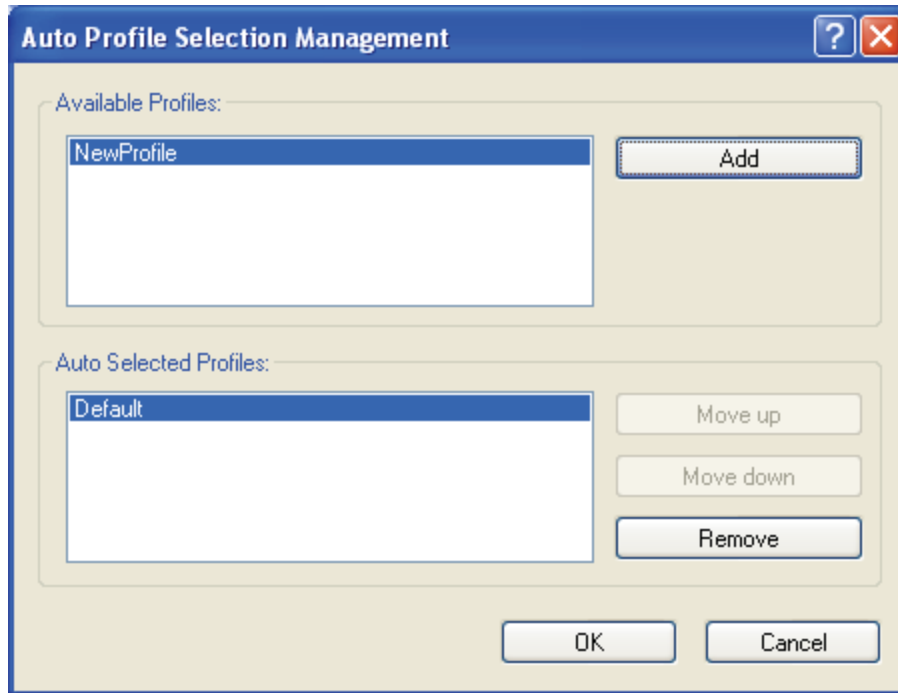 Auto Profile Selection Management
Available Profiles:
NewProfile
Add
Auto Selected Profiles:
Default
Move up
Move down
Remove
OK
Cancel